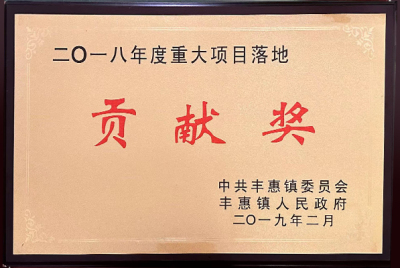 二〇一八年度重大项目落地
贡献奖
中共丰惠镇委员会
丰惠镇人民政府
二〇一九年二月